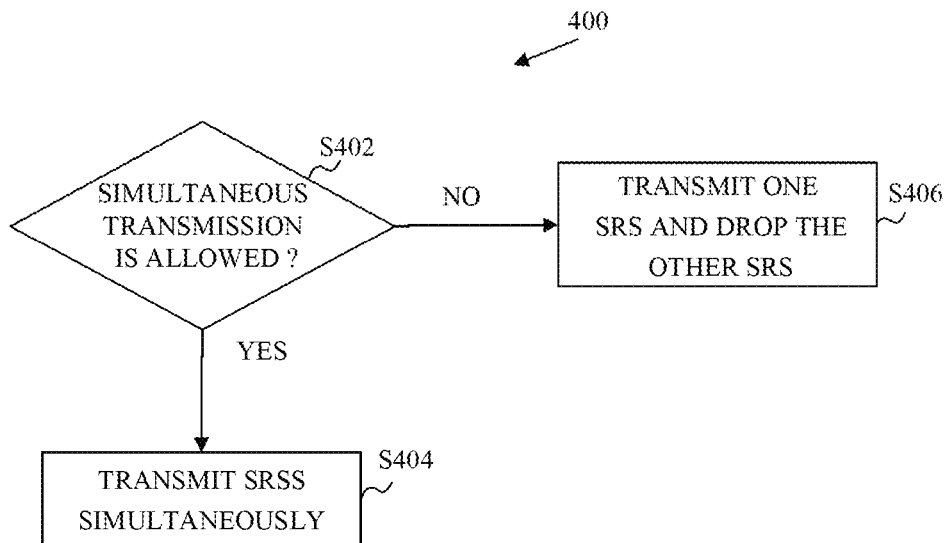 400
S402
SIMULTANEOUS
TRANSMISSION
IS ALLOWED ?
NO
TRANSMIT ONE
SRS AND DROP THE
OTHER SRS
S406
YES
S404
TRANSMIT SRSS
SIMULTANEOUSLY